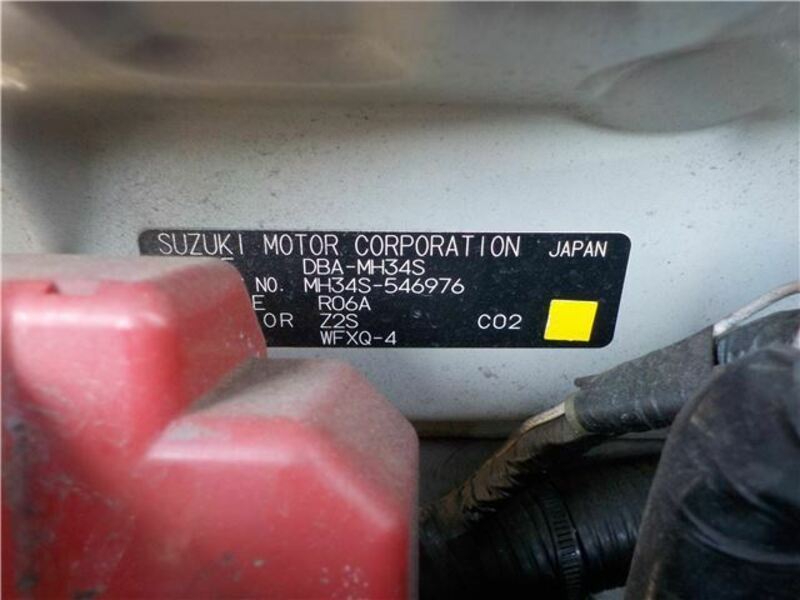 SUZUKI MOTOR CORPORATION JAPAN
DBA-MH34S
NO. MH34S-546976
E R06A
OR Z2S C02
WFXQ-4